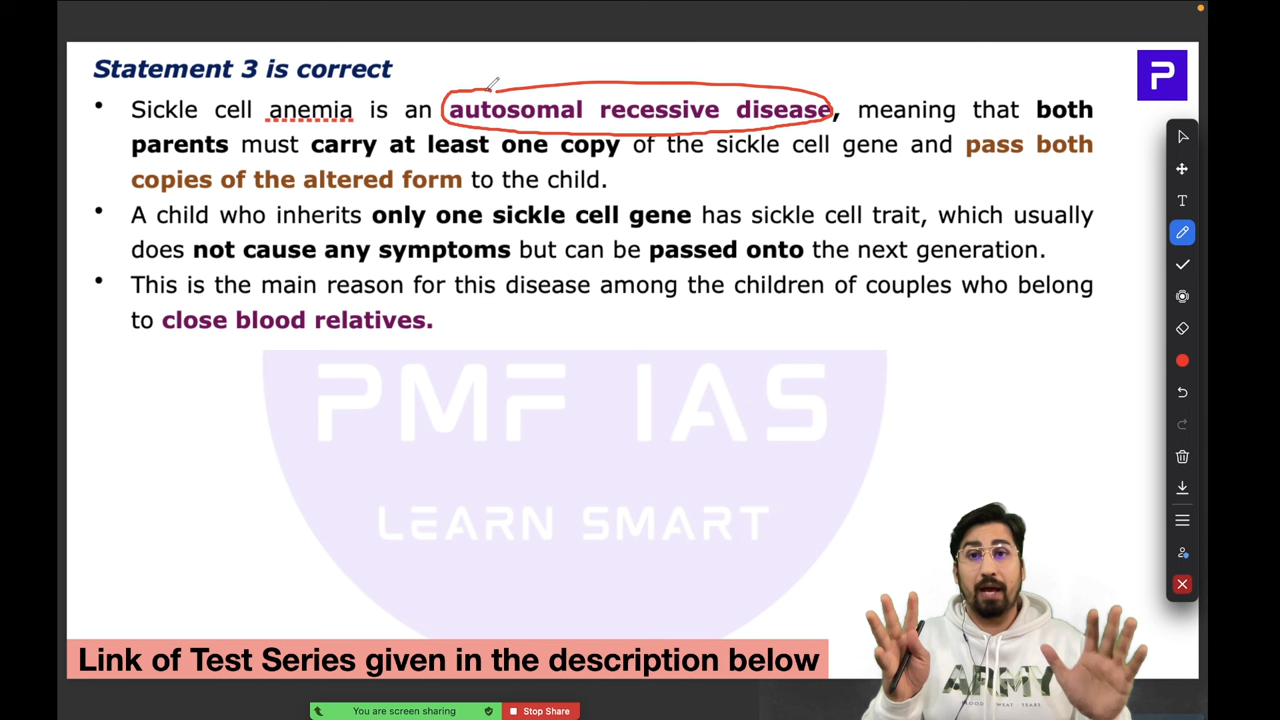 Statement 3 is correct
P
• Sickle cell anemia is an autosomal recessive disease, meaning that both
parents must carry at least one copy of the sickle cell gene and pass both
copies of the altered form to the child.
• A child who inherits only one sickle cell gene has sickle cell trait, which usually
does not cause any symptoms but can be passed onto the next generation.
• This is the main reason for this disease among the children of couples who belong
to close blood relatives.
PMF IAS
LEARN SMART
T
ARMY
BLOOD SWEAT TEARS
Link of Test Series given in the description below
You are screen sharing
Stop Share